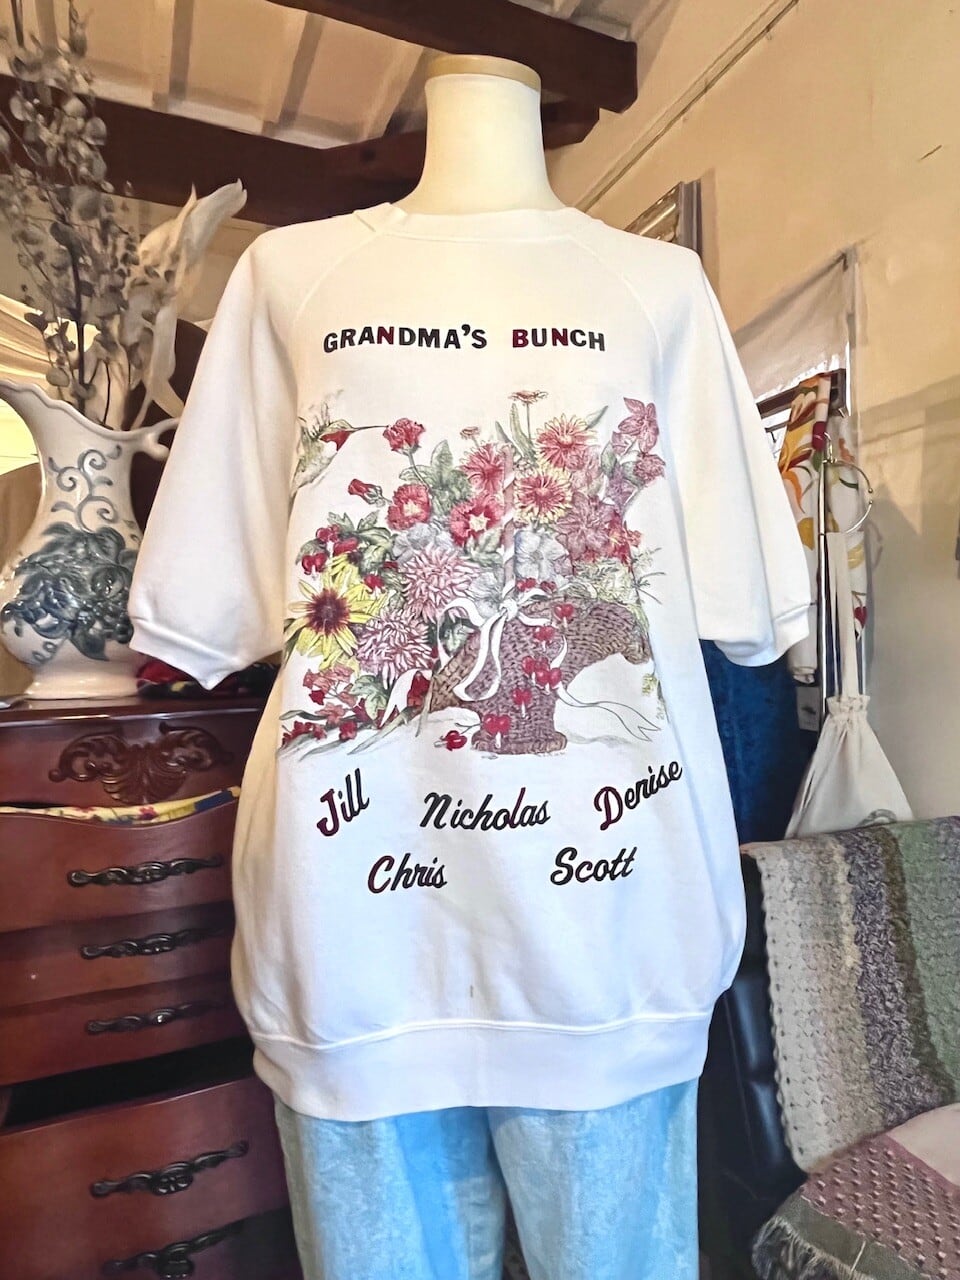 GRANDMA'S BUNCH
Jill Nicholas Denise
Chris Scott